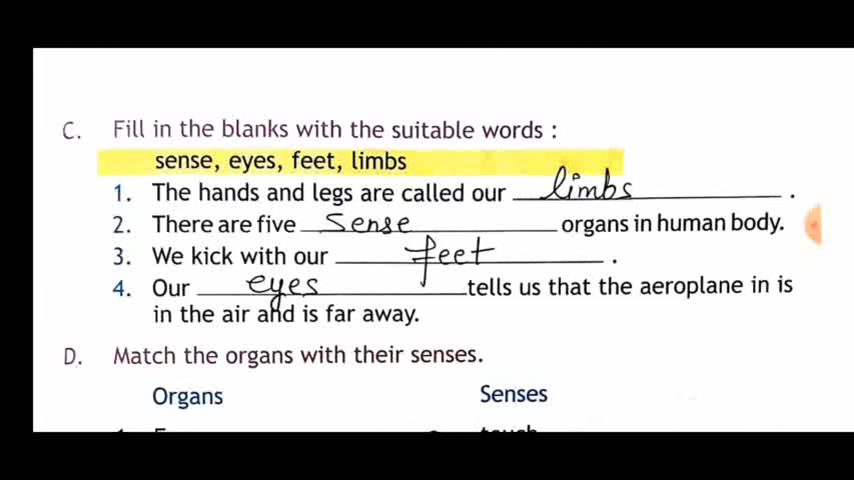 C. Fill in the blanks with the suitable words :
sense, eyes, feet, limbs
1. The hands and legs are called our limbs .
2. There are five sense organs in human body.
3. We kick with our feet .
4. Our eyes tells us that the aeroplane in is
in the air and is far away.
D. Match the organs with their senses.
Organs Senses
touch